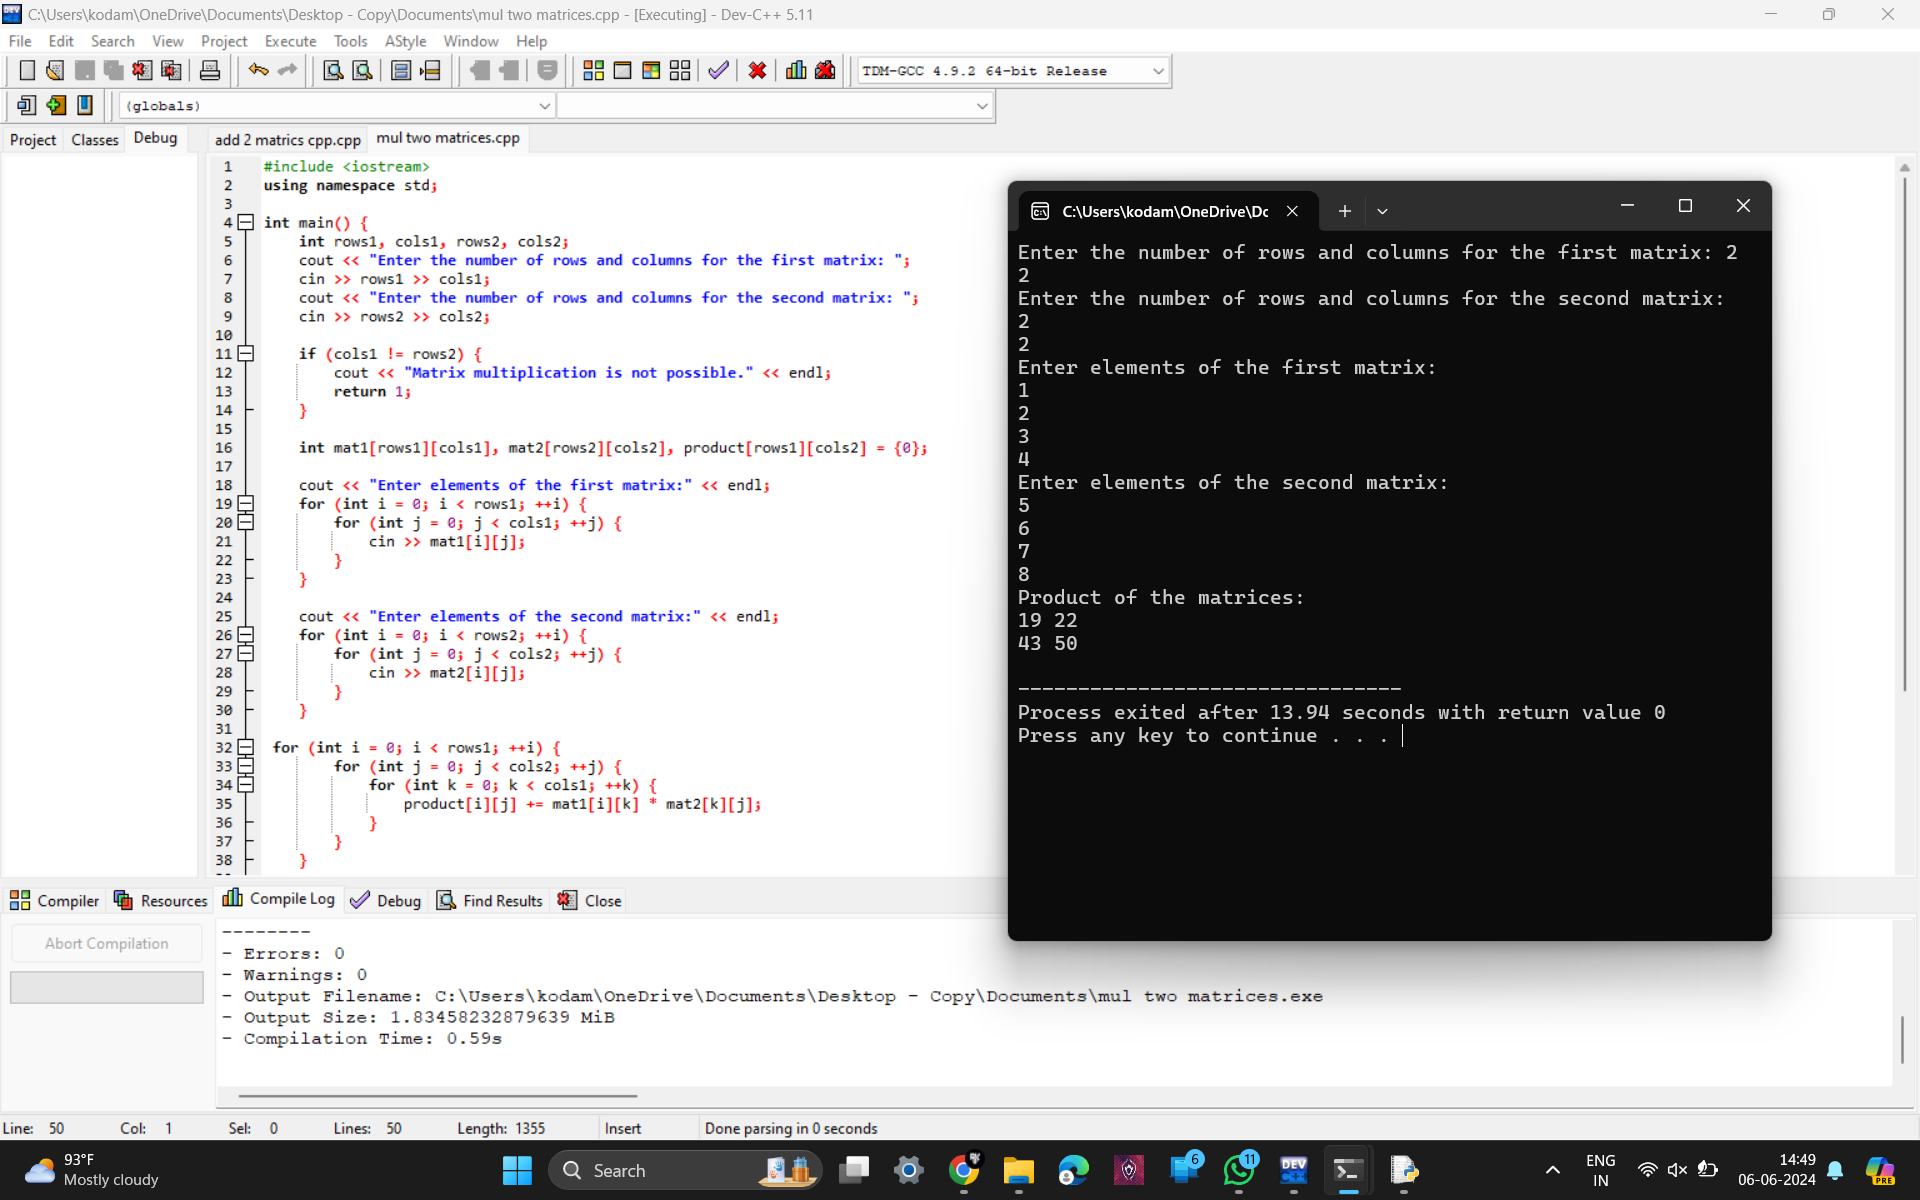 C:\Users\kodam\OneDrive\Documents\Desktop - Copy\Documents\mul two matrices.cpp - [Executing] - Dev-C++ 5.11
File Edit Search View Project Execute Tools AStyle Window Help
TDM-GCC 4.9.2 64-bit Release
(globals)
Project Classes Debug add 2 matrics cpp.cpp mul two matrices.cpp
1 #include <iostream>
2 using namespace std;
3
4 int main() {
5 int rows1, cols1, rows2, cols2;
6 cout << "Enter the number of rows and columns for the first matrix: ";
7 cin >> rows1 >> cols1;
8 cout << "Enter the number of rows and columns for the second matrix: ";
9 cin >> rows2 >> cols2;
10
11 if (cols1 != rows2) {
12 cout << "Matrix multiplication is not possible." << endl;
13 return 1;
14 }
15
16 int mat1[rows1][cols1], mat2[rows2][cols2], product[rows1][cols2] = {0};
17
18 cout << "Enter elements of the first matrix:" << endl;
19 for (int i = 0; i < rows1; ++i) {
20 for (int j = 0; j < cols1; ++j) {
21 cin >> mat1[i][j];
22 }
23 }
24
25 cout << "Enter elements of the second matrix:" << endl;
26 for (int i = 0; i < rows2; ++i) {
27 for (int j = 0; j < cols2; ++j) {
28 cin >> mat2[i][j];
29 }
30 }
31
32 for (int i = 0; i < rows1; ++i) {
33 for (int j = 0; j < cols2; ++j) {
34 for (int k = 0; k < cols1; ++k) {
35 product[i][j] += mat1[i][k] * mat2[k][j];
36 }
37 }
38 }
C:\Users\kodam\OneDrive\Dc
Enter the number of rows and columns for the first matrix: 2
2
Enter the number of rows and columns for the second matrix:
2
2
Enter elements of the first matrix:
1
2
3
4
Enter elements of the second matrix:
5
6
7
8
Product of the matrices:
19 22
43 50
--------------------------------
Process exited after 13.94 seconds with return value 0
Press any key to continue . . .
Compiler Resources Compile Log Debug Find Results Close
Abort Compilation
--------
- Errors: 0
- Warnings: 0
- Output Filename: C:\Users\kodam\OneDrive\Documents\Desktop - Copy\Documents\mul two matrices.exe
- Output Size: 1.83458232879639 MiB
- Compilation Time: 0.59s
Line: 50 Col: 1 Sel: 0 Lines: 50 Length: 1355 Insert Done parsing in 0 seconds
93°F
Mostly cloudy
Search
6
11
DEV
ENG
IN
14:49
06-06-2024
PRE